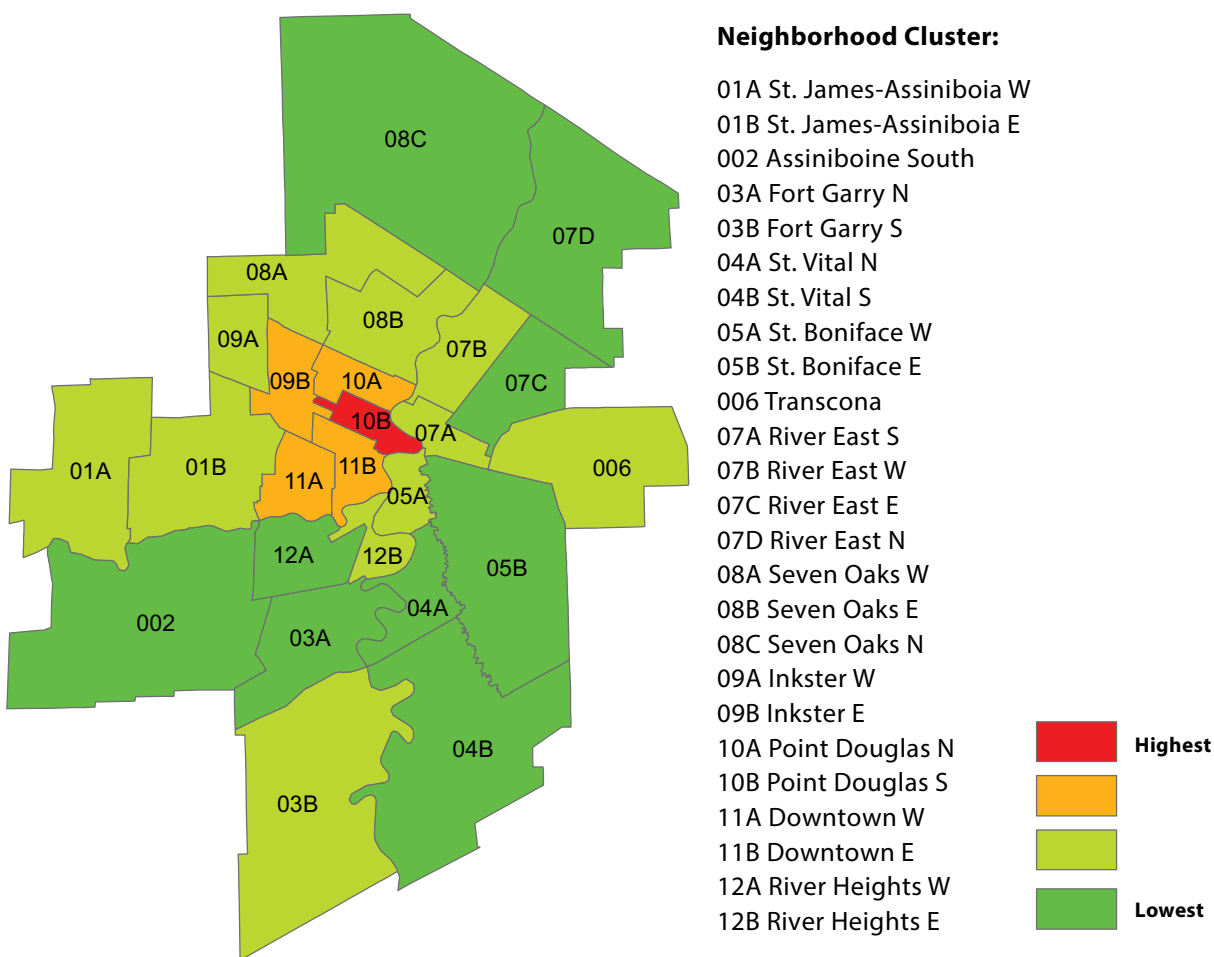 08C
07D
08A
08B
09A
07B
09B
10A
07C
10B
07A
01A
01B
11A
11B
006
05A
12A
12B
05B
002
03A
04A
03B
04B
Neighborhood Cluster:
01A St. James-Assiniboia W
01B St. James-Assiniboia E
002 Assiniboine South
03A Fort Garry N
03B Fort Garry S
04A St. Vital N
04B St. Vital S
05A St. Boniface W
05B St. Boniface E
006 Transcona
07A River East S
07B River East W
07C River East E
07D River East N
08A Seven Oaks W
08B Seven Oaks E
08C Seven Oaks N
09A Inkster W
09B Inkster E
10A Point Douglas N
10B Point Douglas S
11A Downtown W
11B Downtown E
12A River Heights W
12B River Heights E
Highest
Lowest